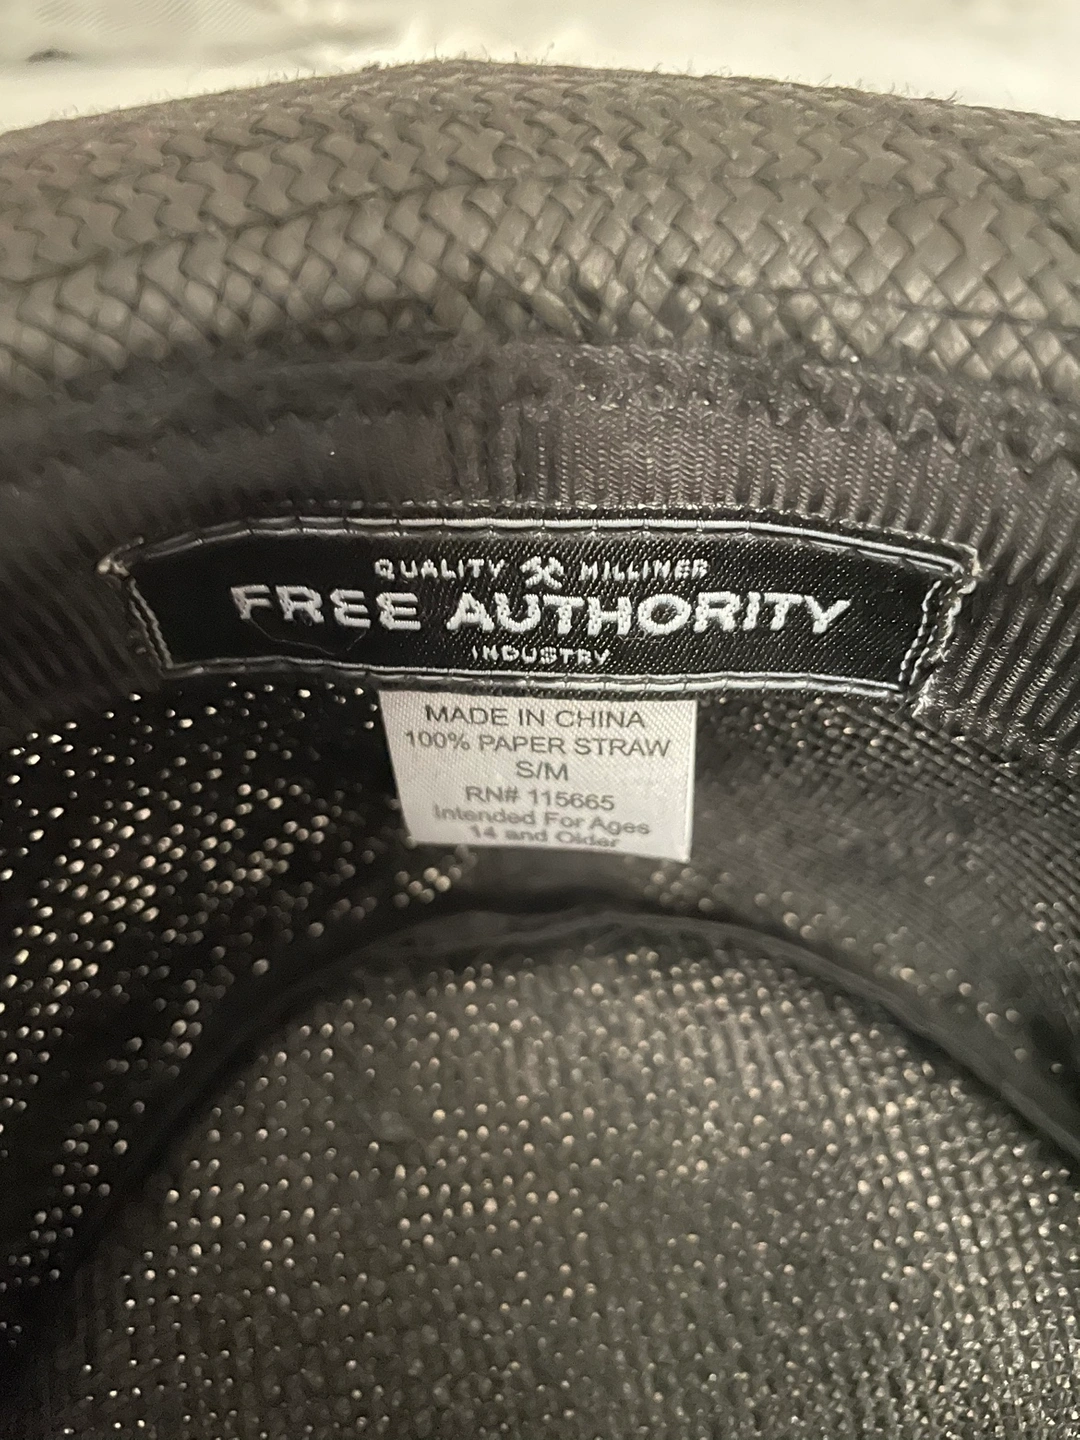 QUALITY MILLINER
FREE AUTHORITY
INDUSTRY
MADE IN CHINA
100% PAPER STRAW
S/M
RN# 115665
Intended For Ages
14 and Older